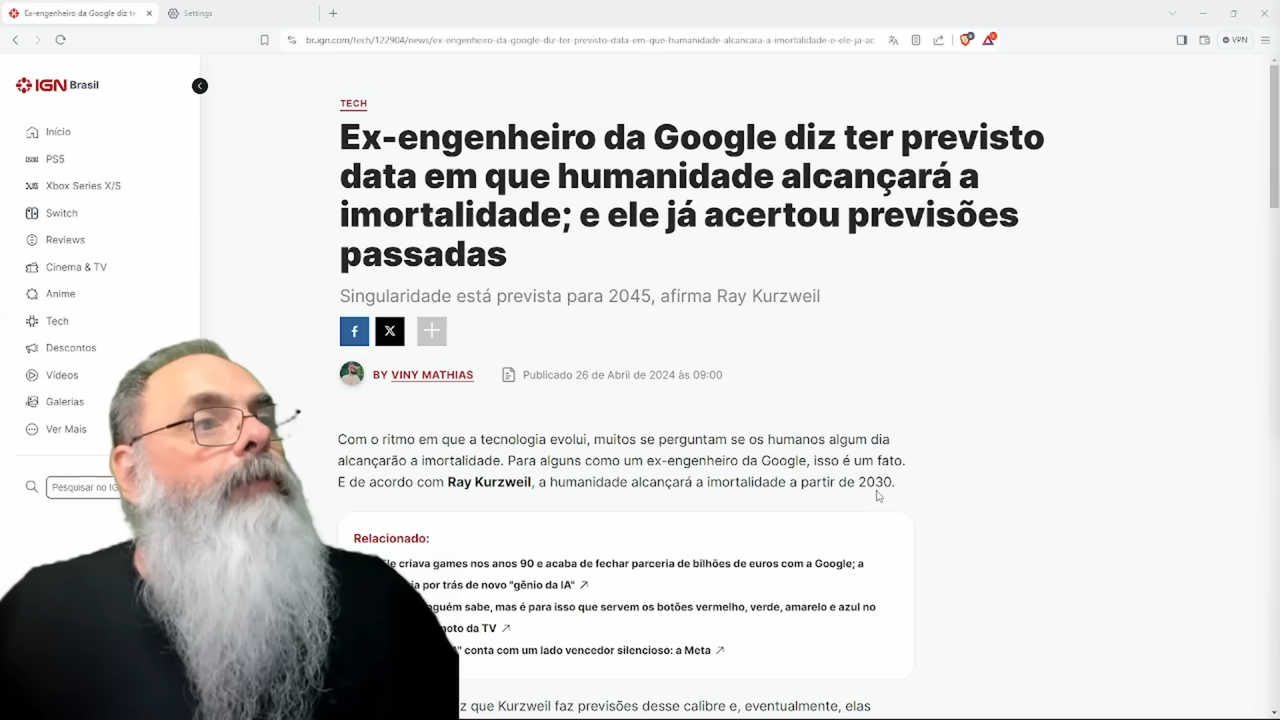 Ex-engenheiro da Google diz te
Settings
br.ign.com/tech/122904/news/ex-engenheiro-da-google-diz-ter-previsto-data-em-que-humanidade-alcancara-a-imortalidade-e-ele-ja-ac
VPN
IGN Brasil
Início
PS5
Xbox Series X/S
Switch
Reviews
Cinema & TV
Anime
Tech
Descontos
Vídeos
Galerias
Ver Mais
Pesquisar no IG
TECH
Ex-engenheiro da Google diz ter previsto
data em que humanidade alcançará a
imortalidade; e ele já acertou previsões
passadas
Singularidade está prevista para 2045, afirma Ray Kurzweil
BY VINY MATHIAS
Publicado 26 de Abril de 2024 às 09:00
Com o ritmo em que a tecnologia evolui, muitos se perguntam se os humanos algum dia
alcançarão a imortalidade. Para alguns como um ex-engenheiro da Google, isso é um fato.
E de acordo com Ray Kurzweil, a humanidade alcançará a imortalidade a partir de 2030.
Relacionado:
criava games nos anos 90 e acaba de fechar parceria de bilhões de euros com a Google; a
por trás de novo "gênio da IA"
sabe, mas é para isso que servem os botões vermelho, verde, amarelo e azul no
da TV
conta com um lado vencedor silencioso: a Meta
que Kurzweil faz previsões desse calibre e, eventualmente, elas